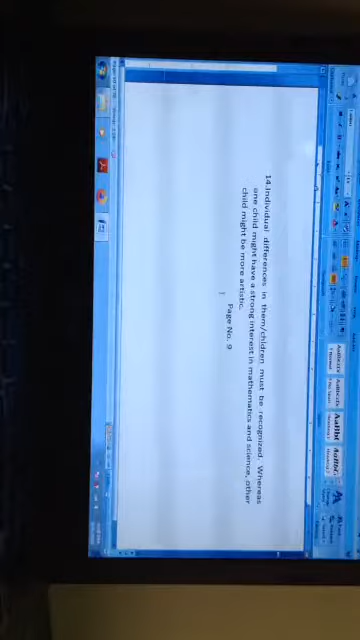 14.Individual differences in them/children must be recognized. Whereas
one child might have a strong interest in mathematics and science, other
child might be more artistic.
Page No. 9